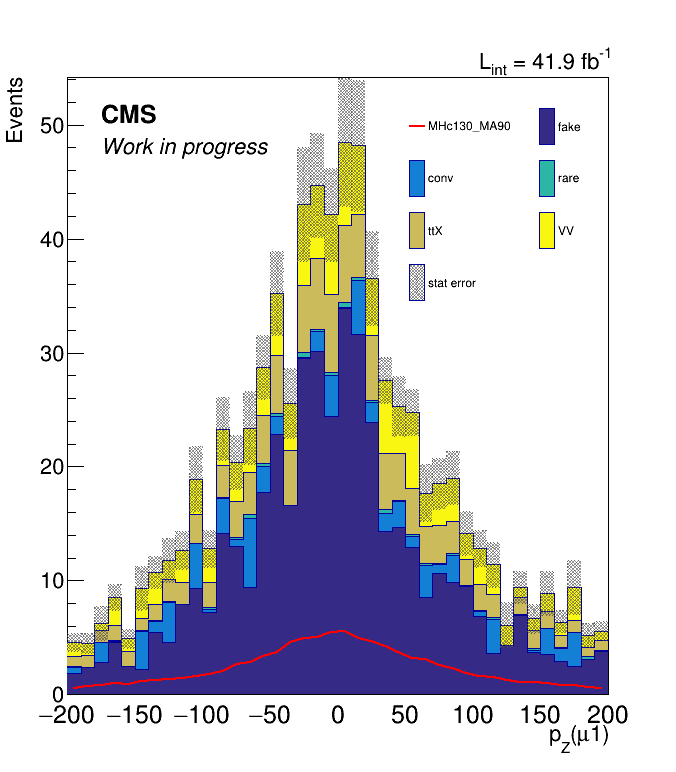 L_int = 41.9 fb^-1
Events
CMS
Work in progress
MHc130_MA90
fake
conv
rare
ttX
VV
stat error
50
40
30
20
10
0
−200 −150 −100 −50 0 50 100 150 200
p_Z(μ1)